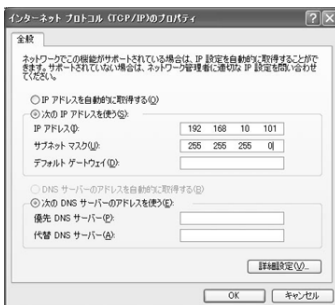 インターネット プロトコル (TCP/IP)のプロパティ
全般
ネットワークでこの機能がサポートされている場合は、IP 設定を自動的に取得することがで
きます。サポートされていない場合は、ネットワーク管理者に適切な IP 設定を問い合わせ
てください。
IP アドレスを自動的に取得する(O)
次の IP アドレスを使う(S):
IP アドレス(I): 192 168 10 101
サブネット マスク(U): 255 255 255 0
デフォルト ゲートウェイ(D):
DNS サーバーのアドレスを自動的に取得する(B)
次の DNS サーバーのアドレスを使う(E):
優先 DNS サーバー(P):
代替 DNS サーバー(A):
詳細設定(V)...
OK キャンセル